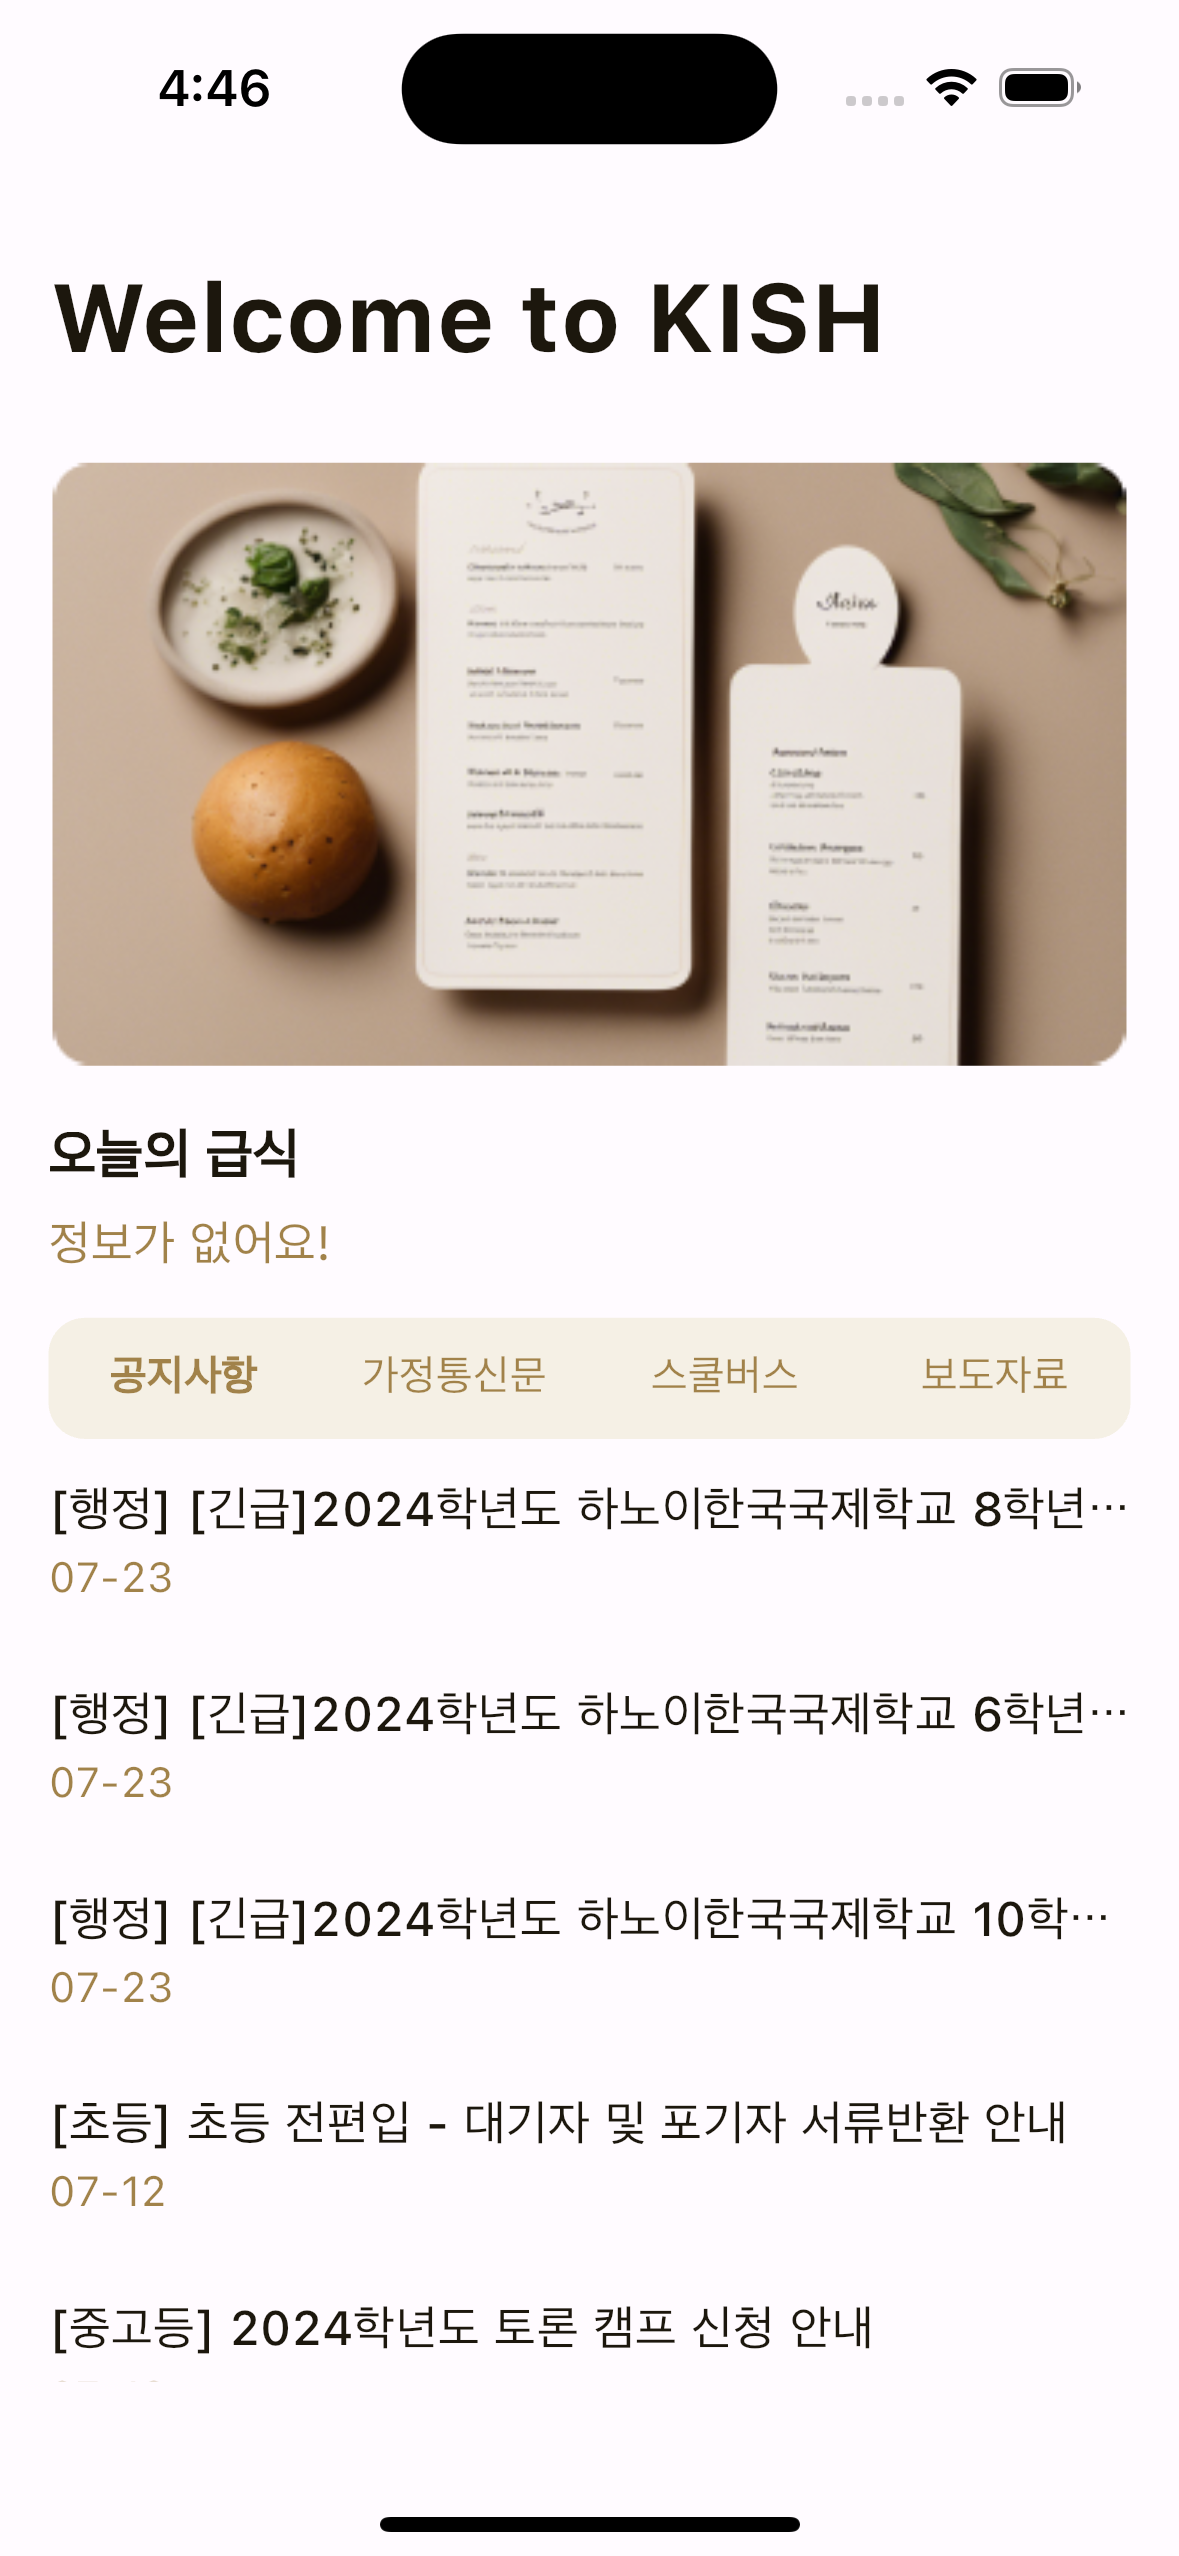 4:46
Welcome to KISH
오늘의 급식
정보가 없어요!
공지사항 가정통신문 스쿨버스 보도자료
[행정] [긴급]2024학년도 하노이한국국제학교 8학년…
07-23
[행정] [긴급]2024학년도 하노이한국국제학교 6학년…
07-23
[행정] [긴급]2024학년도 하노이한국국제학교 10학…
07-23
[초등] 초등 전편입 - 대기자 및 포기자 서류반환 안내
07-12
[중고등] 2024학년도 토론 캠프 신청 안내